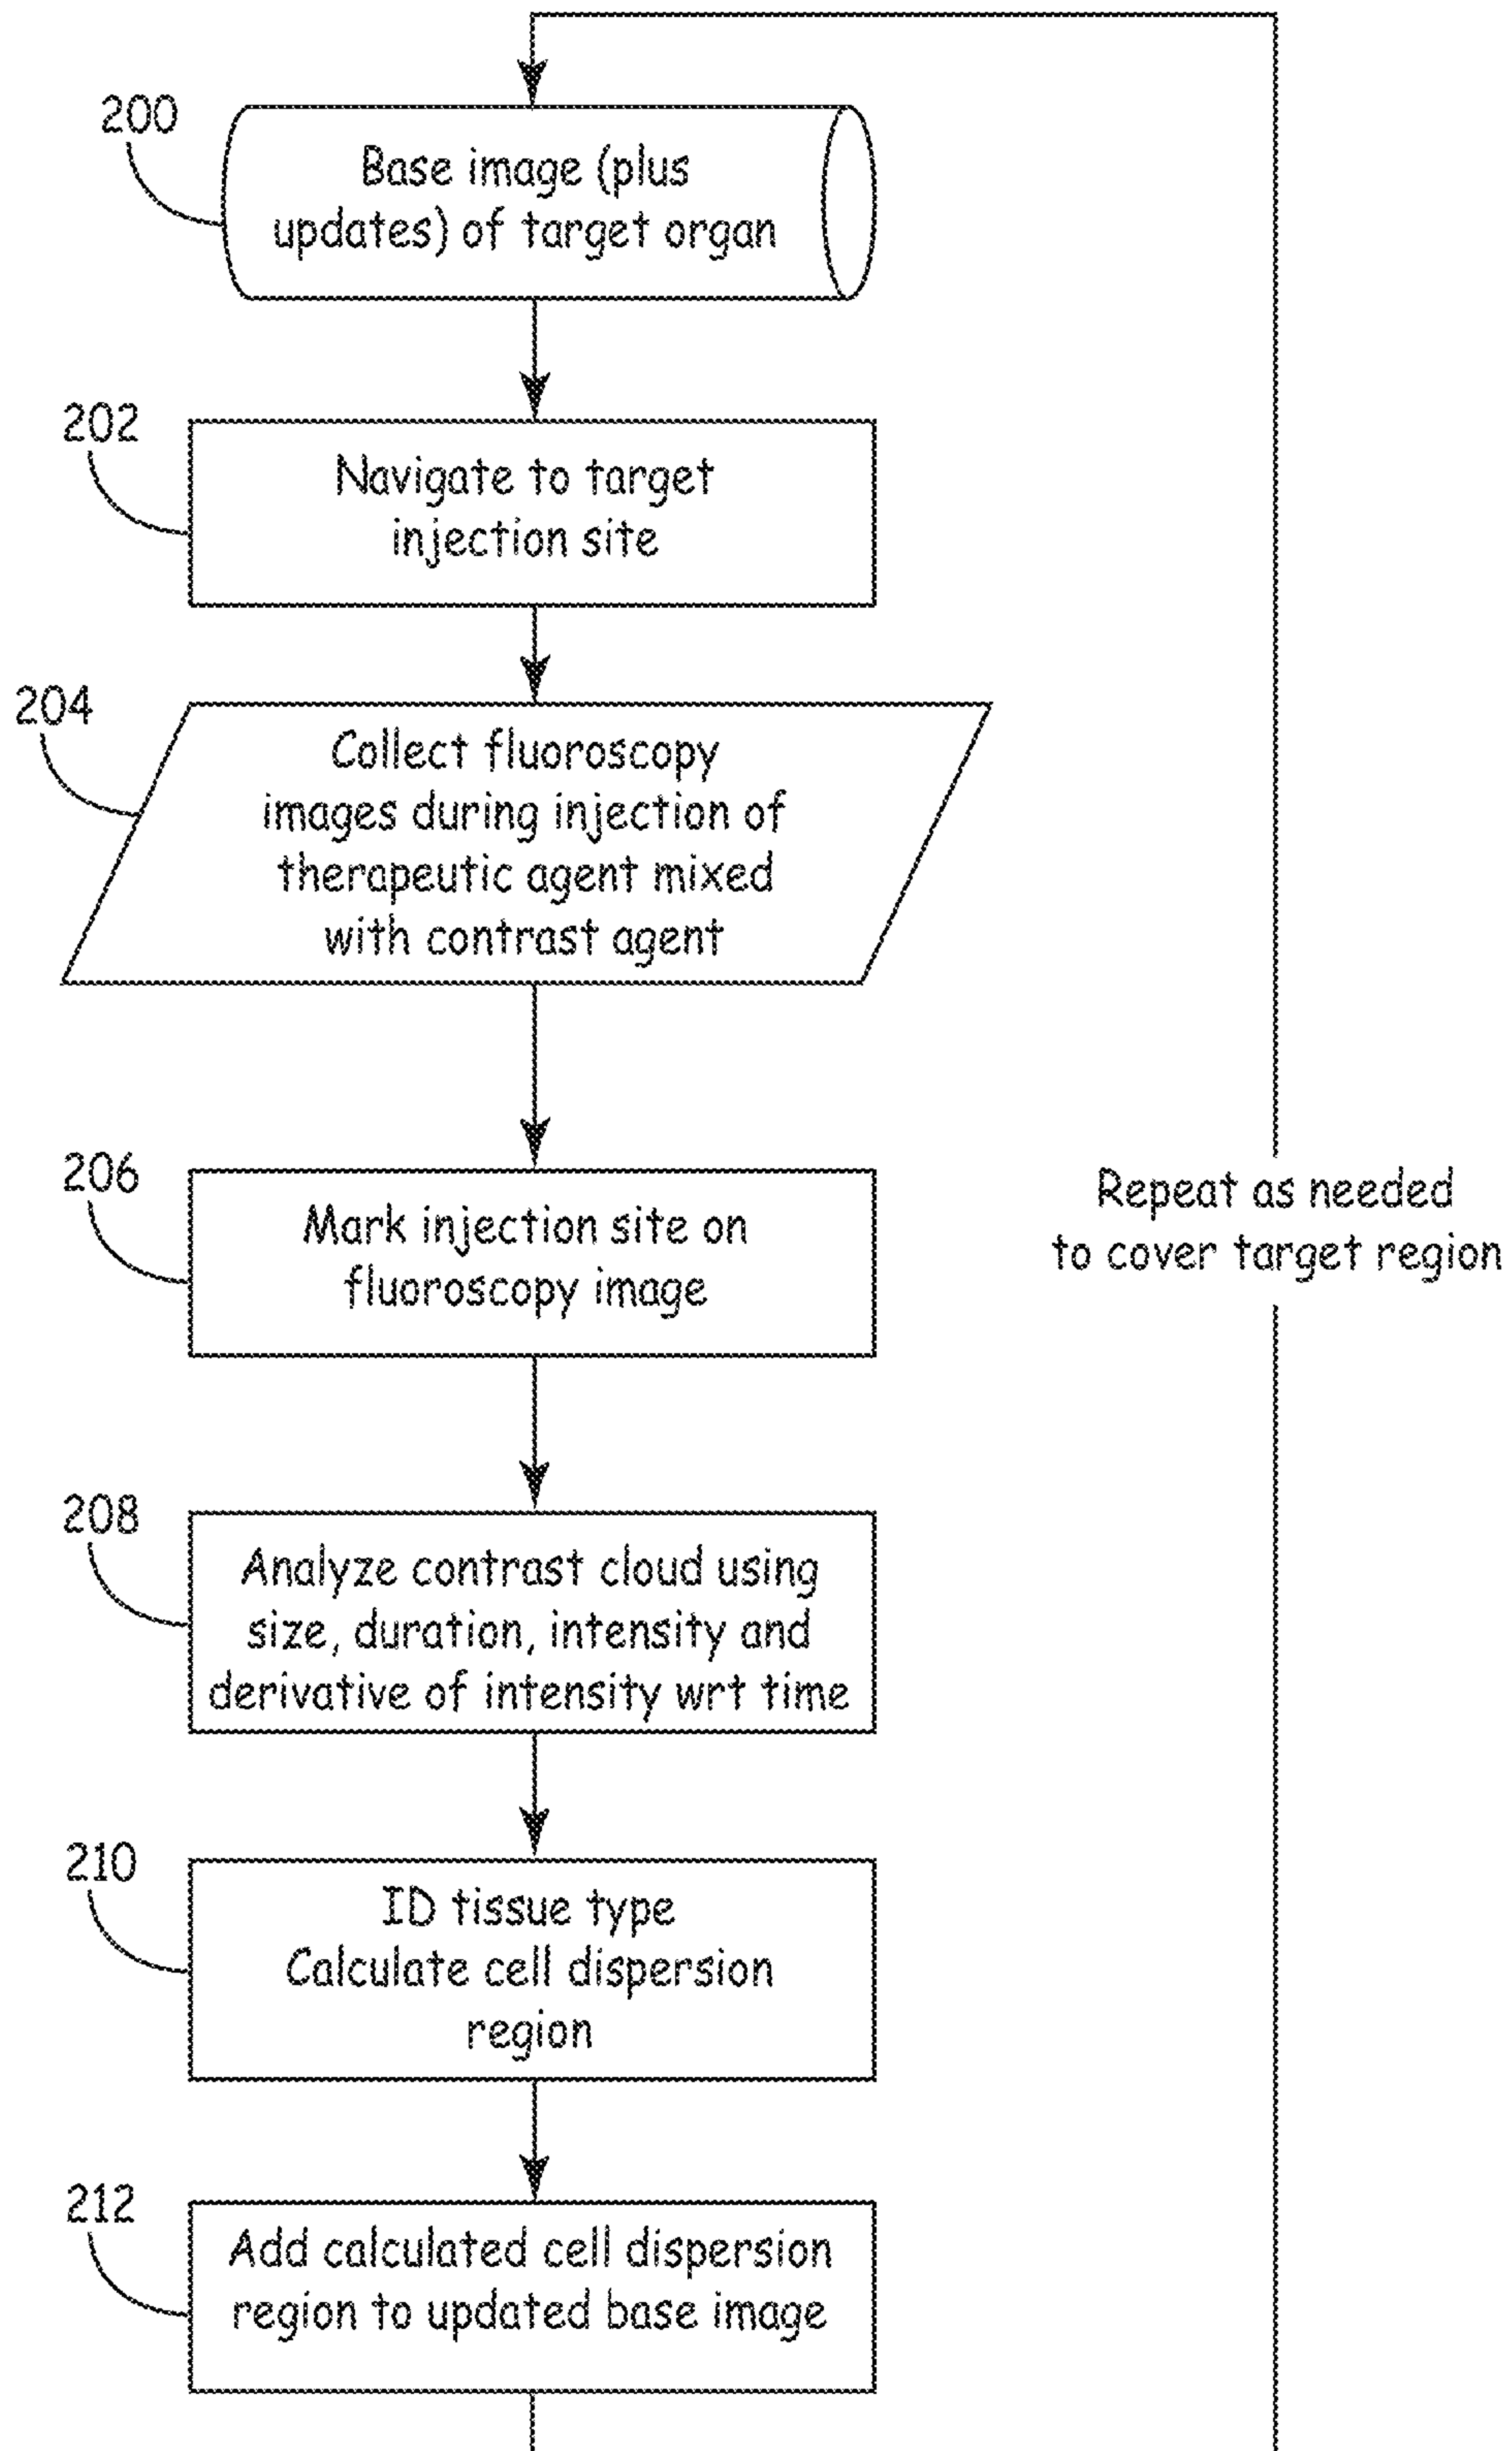 200
Base image (plus
updates) of target organ
202
Navigate to target
injection site
204
Collect fluoroscopy
images during injection of
therapeutic agent mixed
with contrast agent
206
Mark injection site on
fluoroscopy image
Repeat as needed
to cover target region
208
Analyze contrast cloud using
size, duration, intensity and
derivative of intensity wrt time
210
ID tissue type
Calculate cell dispersion
region
212
Add calculated cell dispersion
region to updated base image